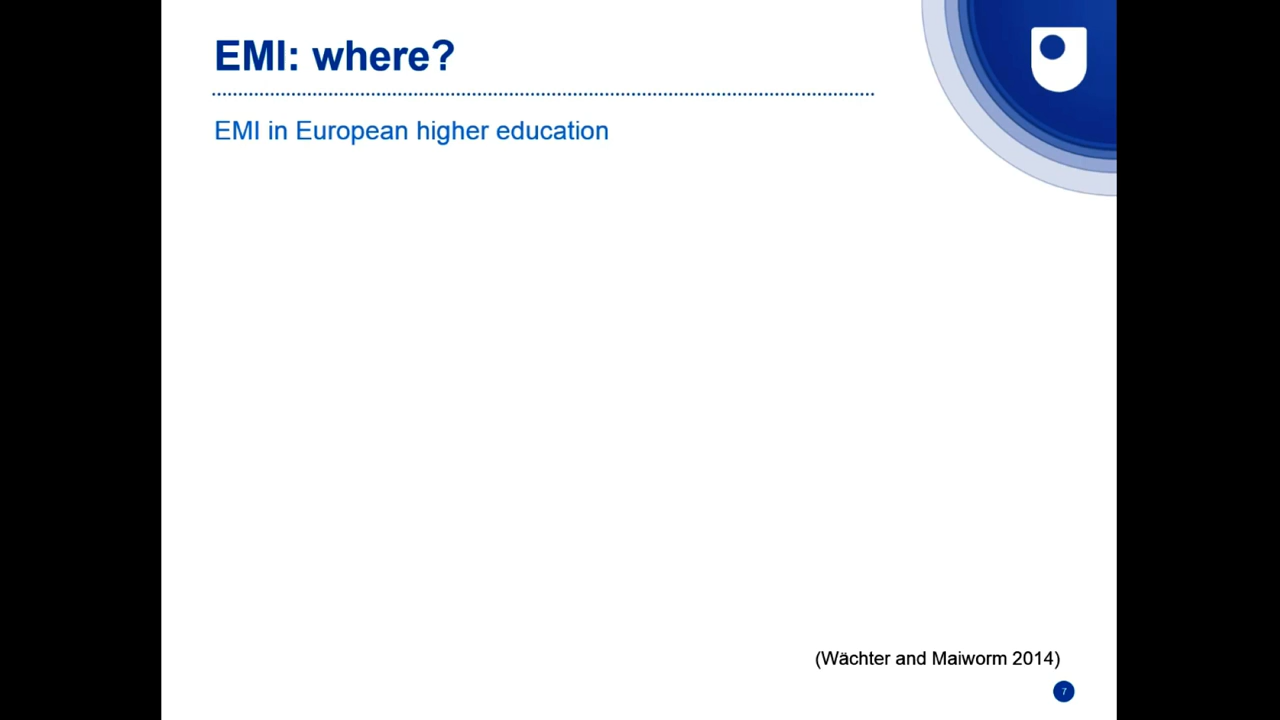 EMI: where?
EMI in European higher education
(Wächter and Maiworm 2014)
7